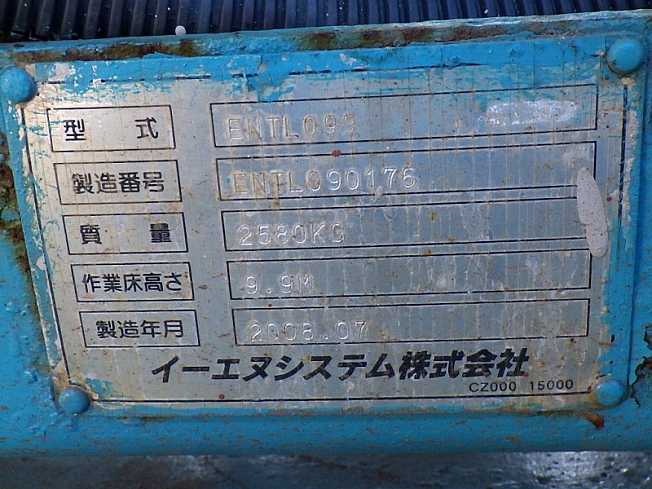 型 式 ENTL099
製造番号 ENTL090176
質 量 2580KG
作業床高さ 9.9M
製造年月 2008.07
イーエヌシステム株式会社
CZ000 15000